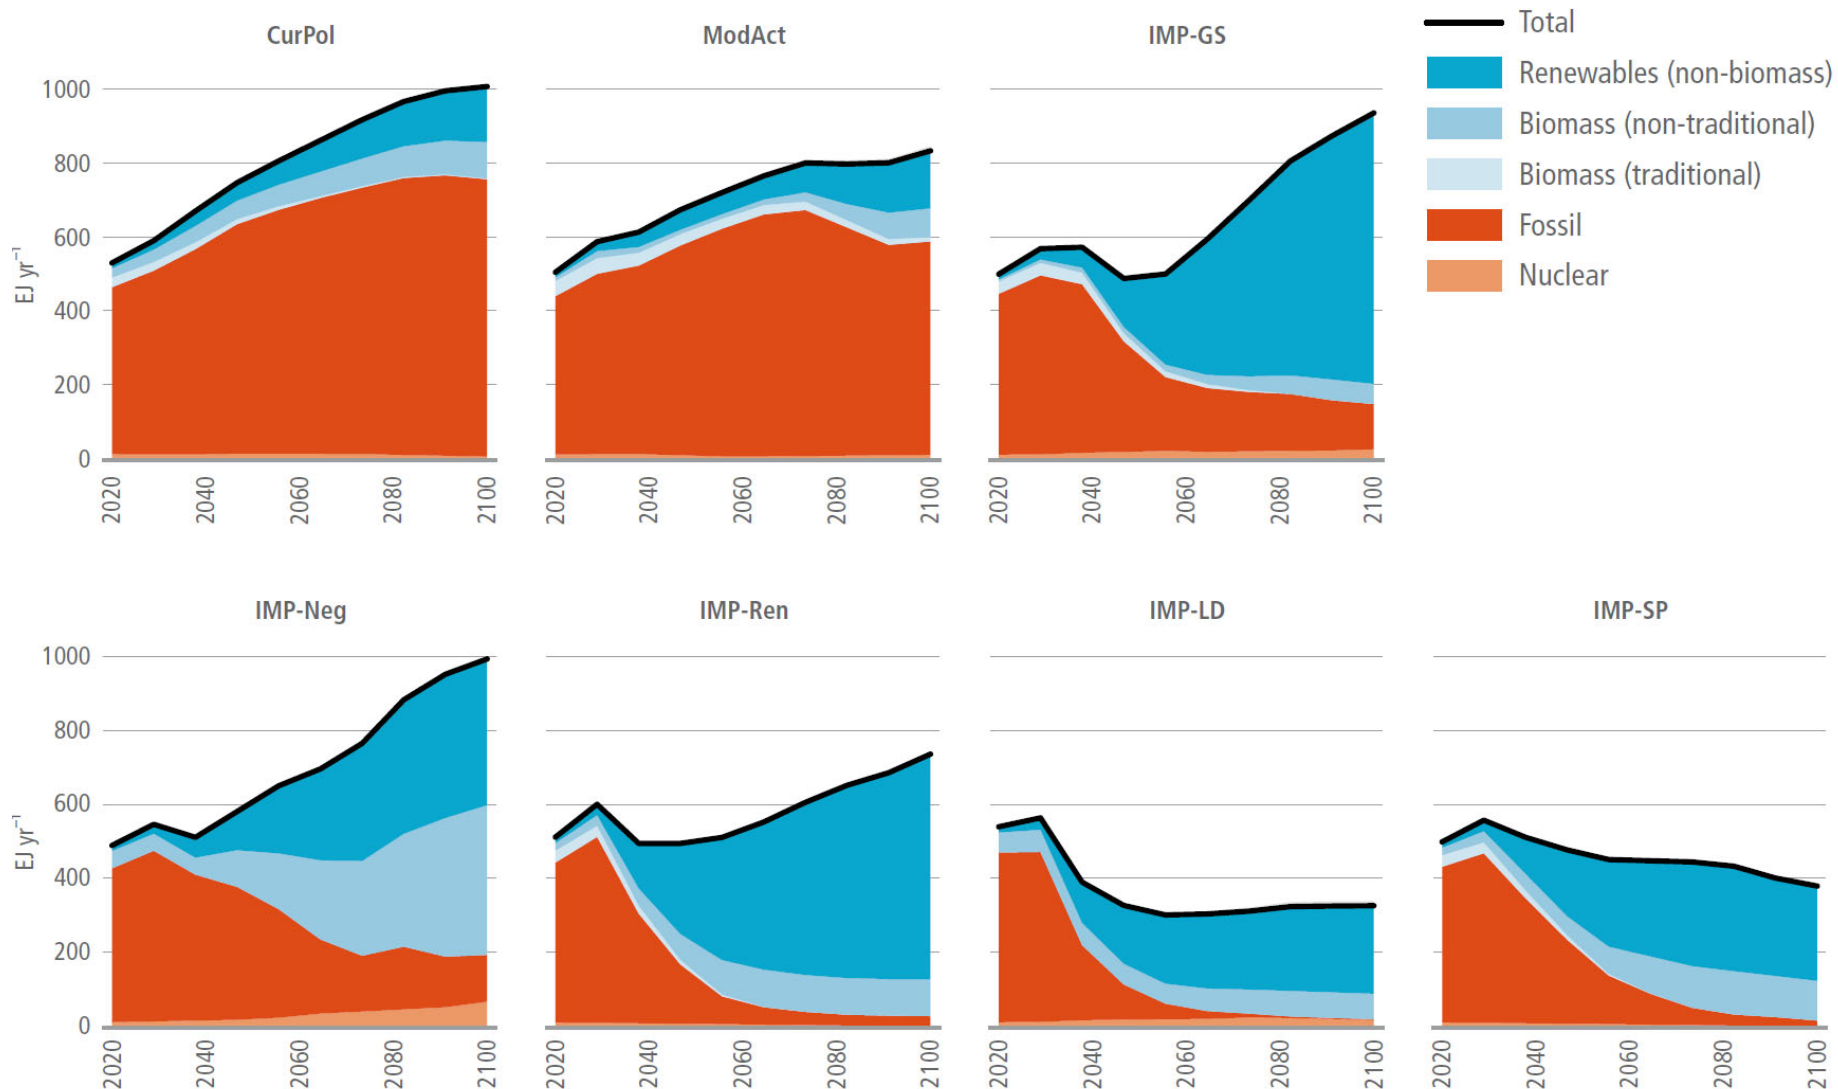 CurPol
ModAct
IMP-GS
Total
Renewables (non-biomass)
Biomass (non-traditional)
Biomass (traditional)
Fossil
Nuclear
EJ yr⁻¹
1000
800
600
400
200
0
2020 2040 2060 2080 2100
2020 2040 2060 2080 2100
2020 2040 2060 2080 2100
IMP-Neg
IMP-Ren
IMP-LD
IMP-SP
EJ yr⁻¹
1000
800
600
400
200
0
2020 2040 2060 2080 2100
2020 2040 2060 2080 2100
2020 2040 2060 2080 2100
2020 2040 2060 2080 2100